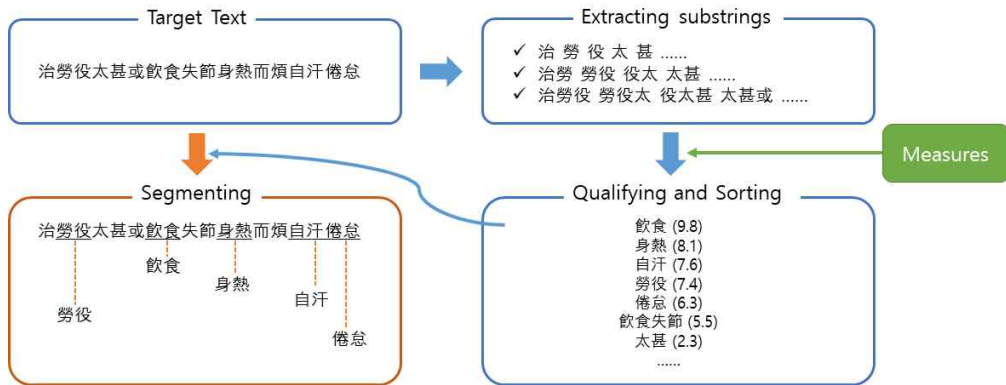 Target Text
治勞役太甚或飲食失節身熱而煩自汗倦怠
Extracting substrings
✓ 治 勞 役 太 甚 ......
✓ 治勞 勞役 役太 太甚 ......
✓ 治勞役 勞役太 役太甚 太甚或 ......
Measures
Segmenting
治勞役太甚或飲食失節身熱而煩自汗倦怠
飲食
身熱
自汗
勞役
倦怠
Qualifying and Sorting
飲食 (9.8)
身熱 (8.1)
自汗 (7.6)
勞役 (7.4)
倦怠 (6.3)
飲食失節 (5.5)
太甚 (2.3)
......